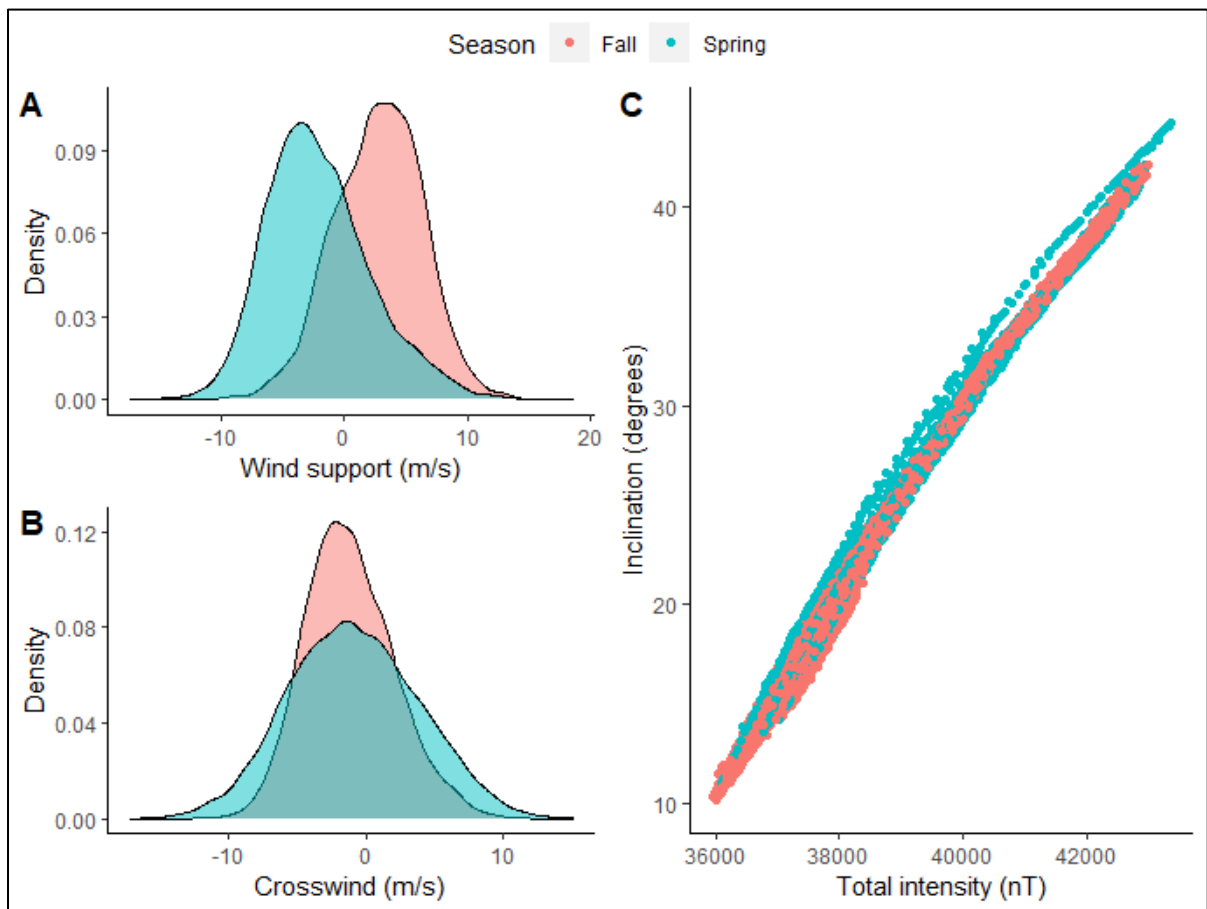 Season Fall Spring
A
0.09
0.06
0.03
0.00
Density
-10 0 10 20
Wind support (m/s)
B
0.12
0.08
0.04
0.00
Density
-10 0 10
Crosswind (m/s)
C
40
30
20
10
Inclination (degrees)
36000 38000 40000 42000
Total intensity (nT)